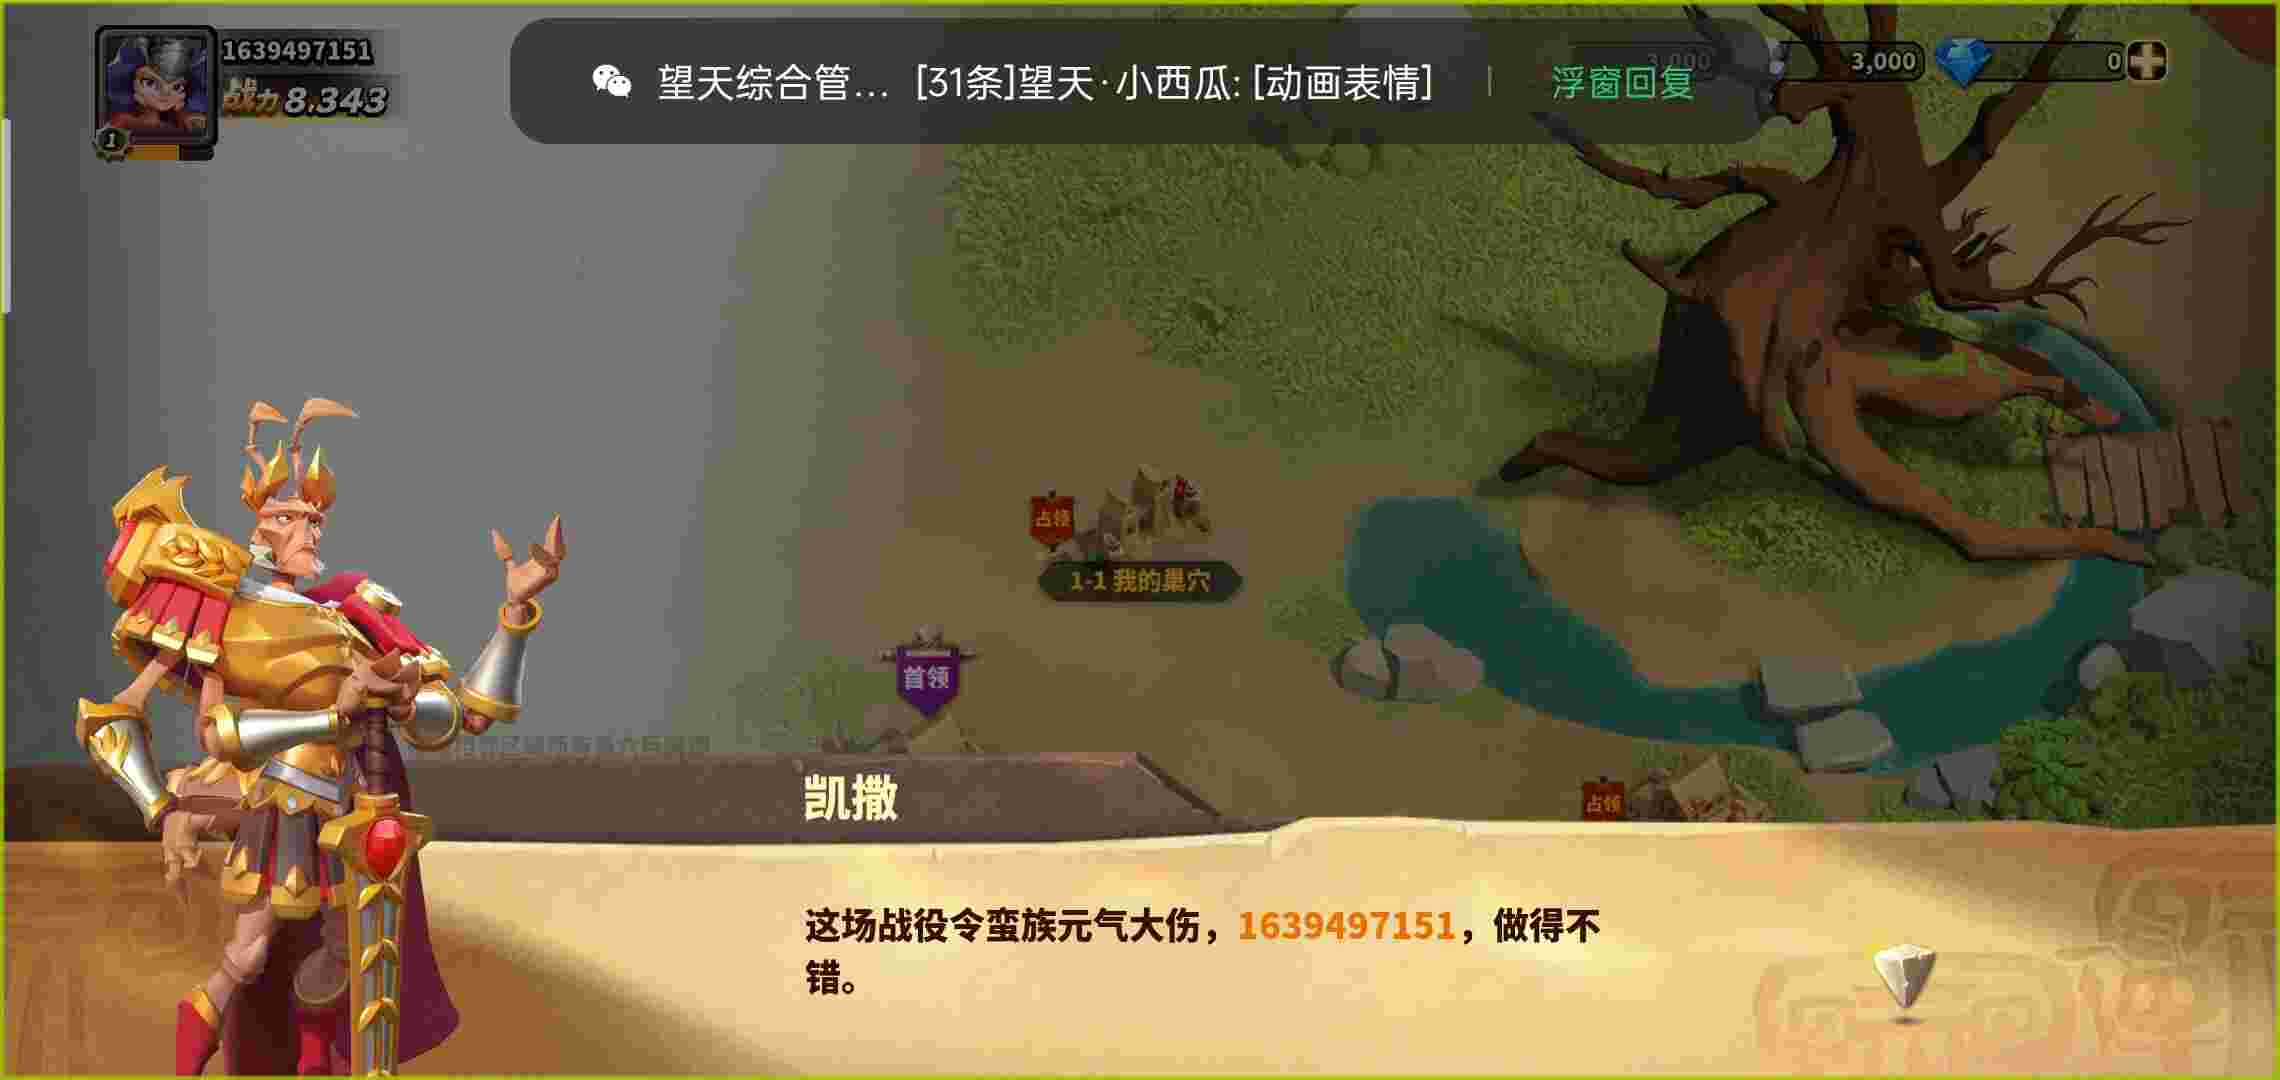 1639497151
战力 8,343
1
望天综合管... [31条]望天·小西瓜: [动画表情] | 浮窗回复
3,000
3,000
0
占领
1-1 我的巢穴
首领
占领
凯撒
这场战役令蛮族元气大伤，1639497151，做得不
错。